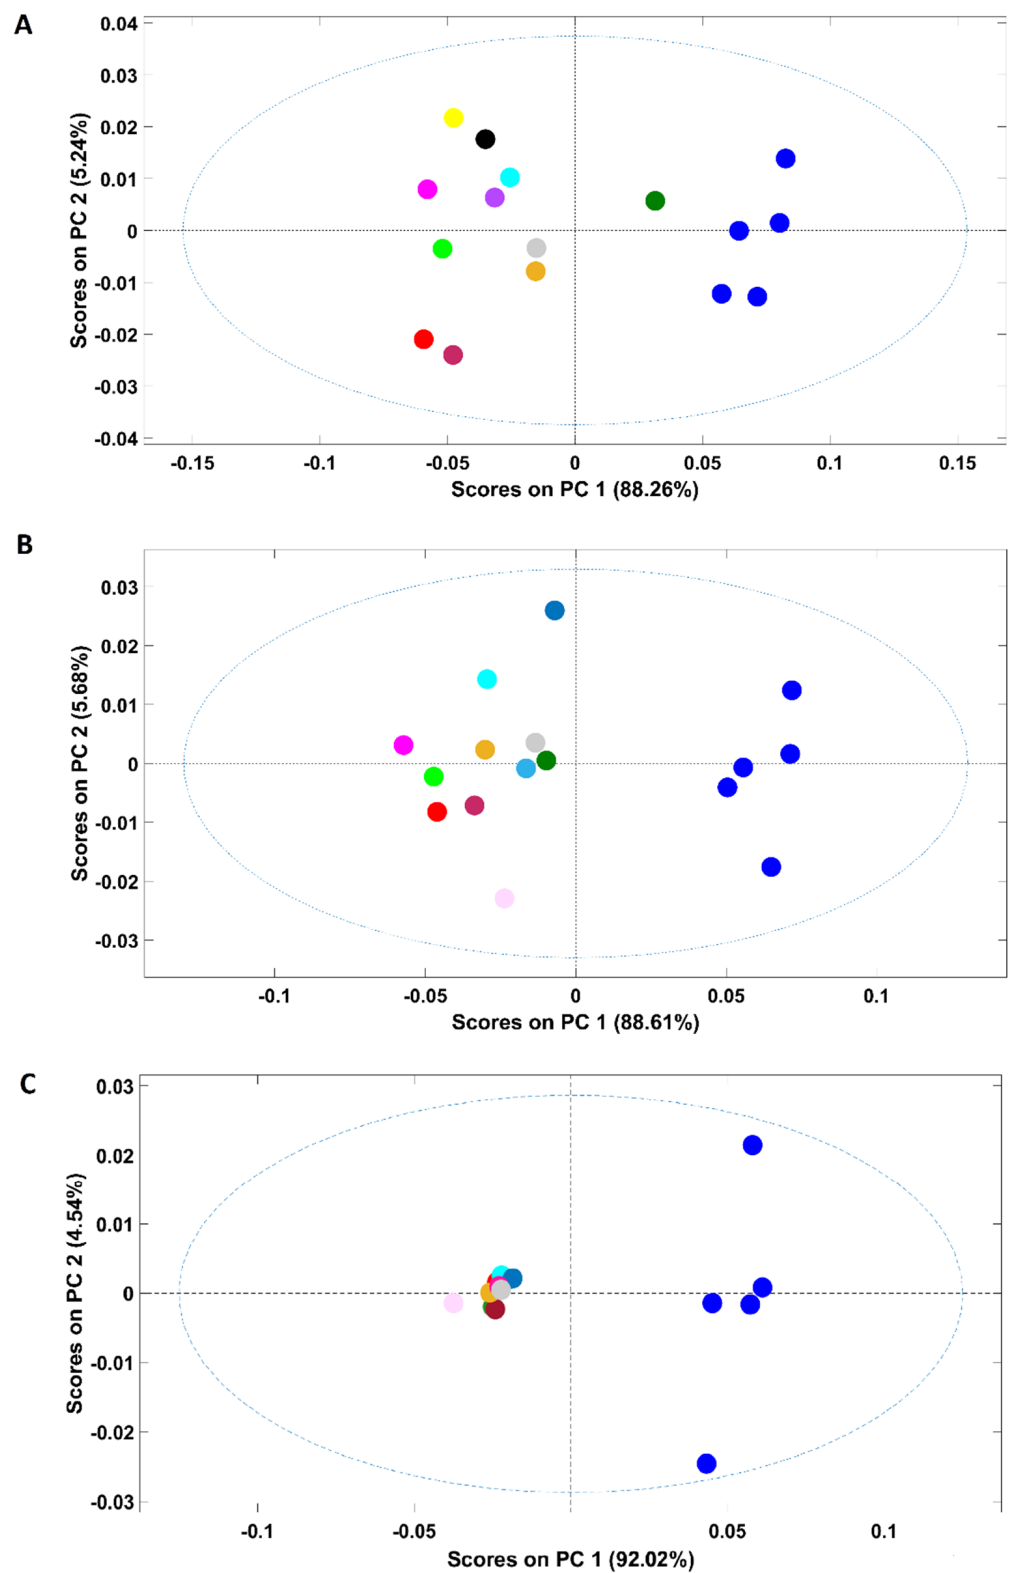 A
0.04
0.03
0.02
0.01
0
-0.01
-0.02
-0.03
-0.04
Scores on PC 2 (5.24%)
-0.15 -0.1 -0.05 0 0.05 0.1 0.15
Scores on PC 1 (88.26%)
B
0.03
0.02
0.01
0
-0.01
-0.02
-0.03
Scores on PC 2 (5.68%)
-0.1 -0.05 0 0.05 0.1
Scores on PC 1 (88.61%)
C
0.03
0.02
0.01
0
-0.01
-0.02
-0.03
Scores on PC 2 (4.54%)
-0.1 -0.05 0.05 0.1
Scores on PC 1 (92.02%)